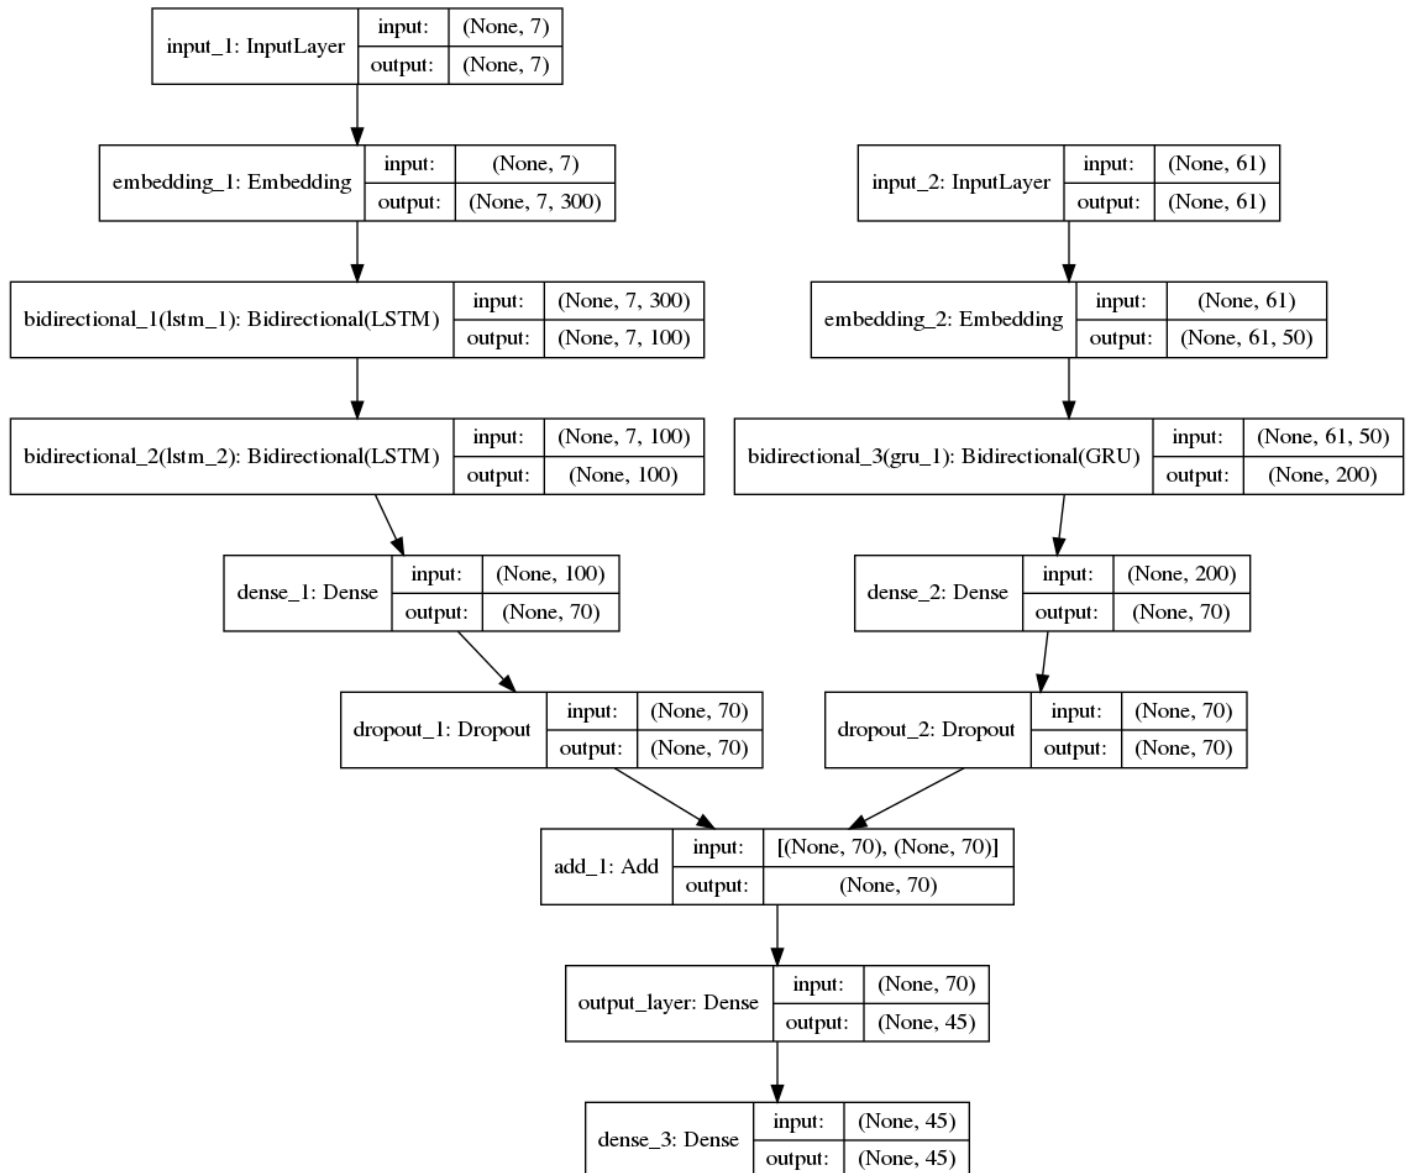 input_1: InputLayer
input: (None, 7)
output: (None, 7)
embedding_1: Embedding
input: (None, 7)
output: (None, 7, 300)
input_2: InputLayer
input: (None, 61)
output: (None, 61)
bidirectional_1(lstm_1): Bidirectional(LSTM)
input: (None, 7, 300)
output: (None, 7, 100)
embedding_2: Embedding
input: (None, 61)
output: (None, 61, 50)
bidirectional_2(lstm_2): Bidirectional(LSTM)
input: (None, 7, 100)
output: (None, 100)
bidirectional_3(gru_1): Bidirectional(GRU)
input: (None, 61, 50)
output: (None, 200)
dense_1: Dense
input: (None, 100)
output: (None, 70)
dense_2: Dense
input: (None, 200)
output: (None, 70)
dropout_1: Dropout
input: (None, 70)
output: (None, 70)
dropout_2: Dropout
input: (None, 70)
output: (None, 70)
add_1: Add
input: [(None, 70), (None, 70)]
output: (None, 70)
output_layer: Dense
input: (None, 70)
output: (None, 45)
dense_3: Dense
input: (None, 45)
output: (None, 45)